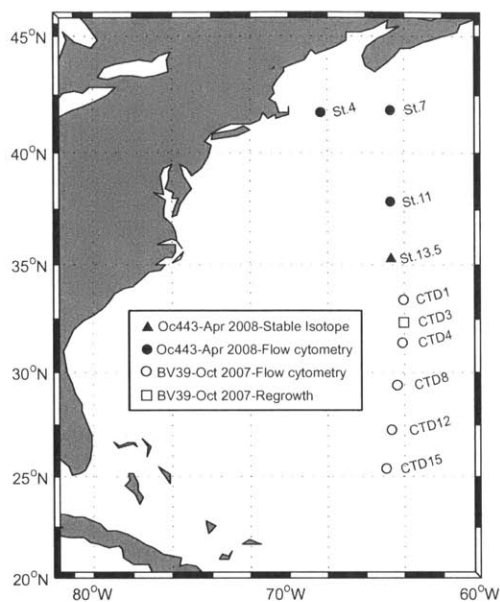 45°N
40°N
35°N
30°N
25°N
20°N
80°W
70°W
60°W
St.4
St.7
St.11
St.13.5
CTD1
CTD3
CTD4
CTD8
CTD12
CTD15
Oc443-Apr 2008-Stable Isotope
Oc443-Apr 2008-Flow cytometry
BV39-Oct 2007-Flow cytometry
BV39-Oct 2007-Regrowth